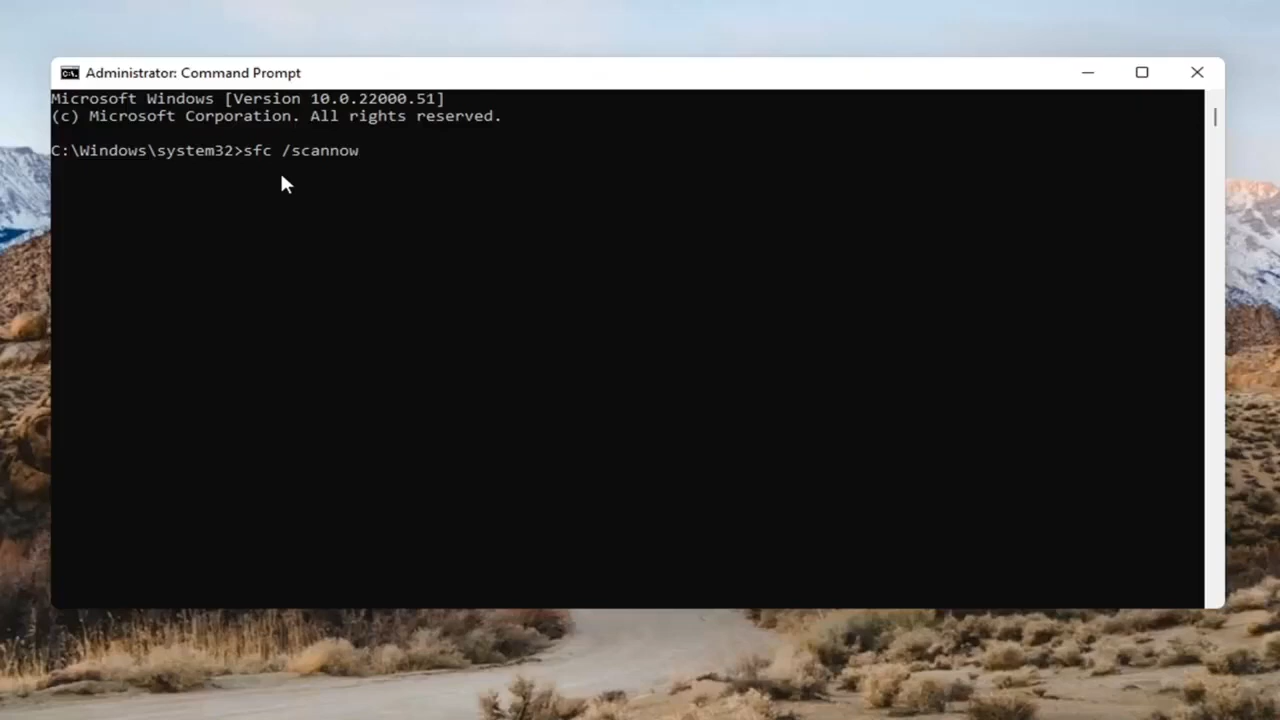 Administrator: Command Prompt
Microsoft Windows [Version 10.0.22000.51]
(c) Microsoft Corporation. All rights reserved.
C:\Windows\system32>sfc /scannow